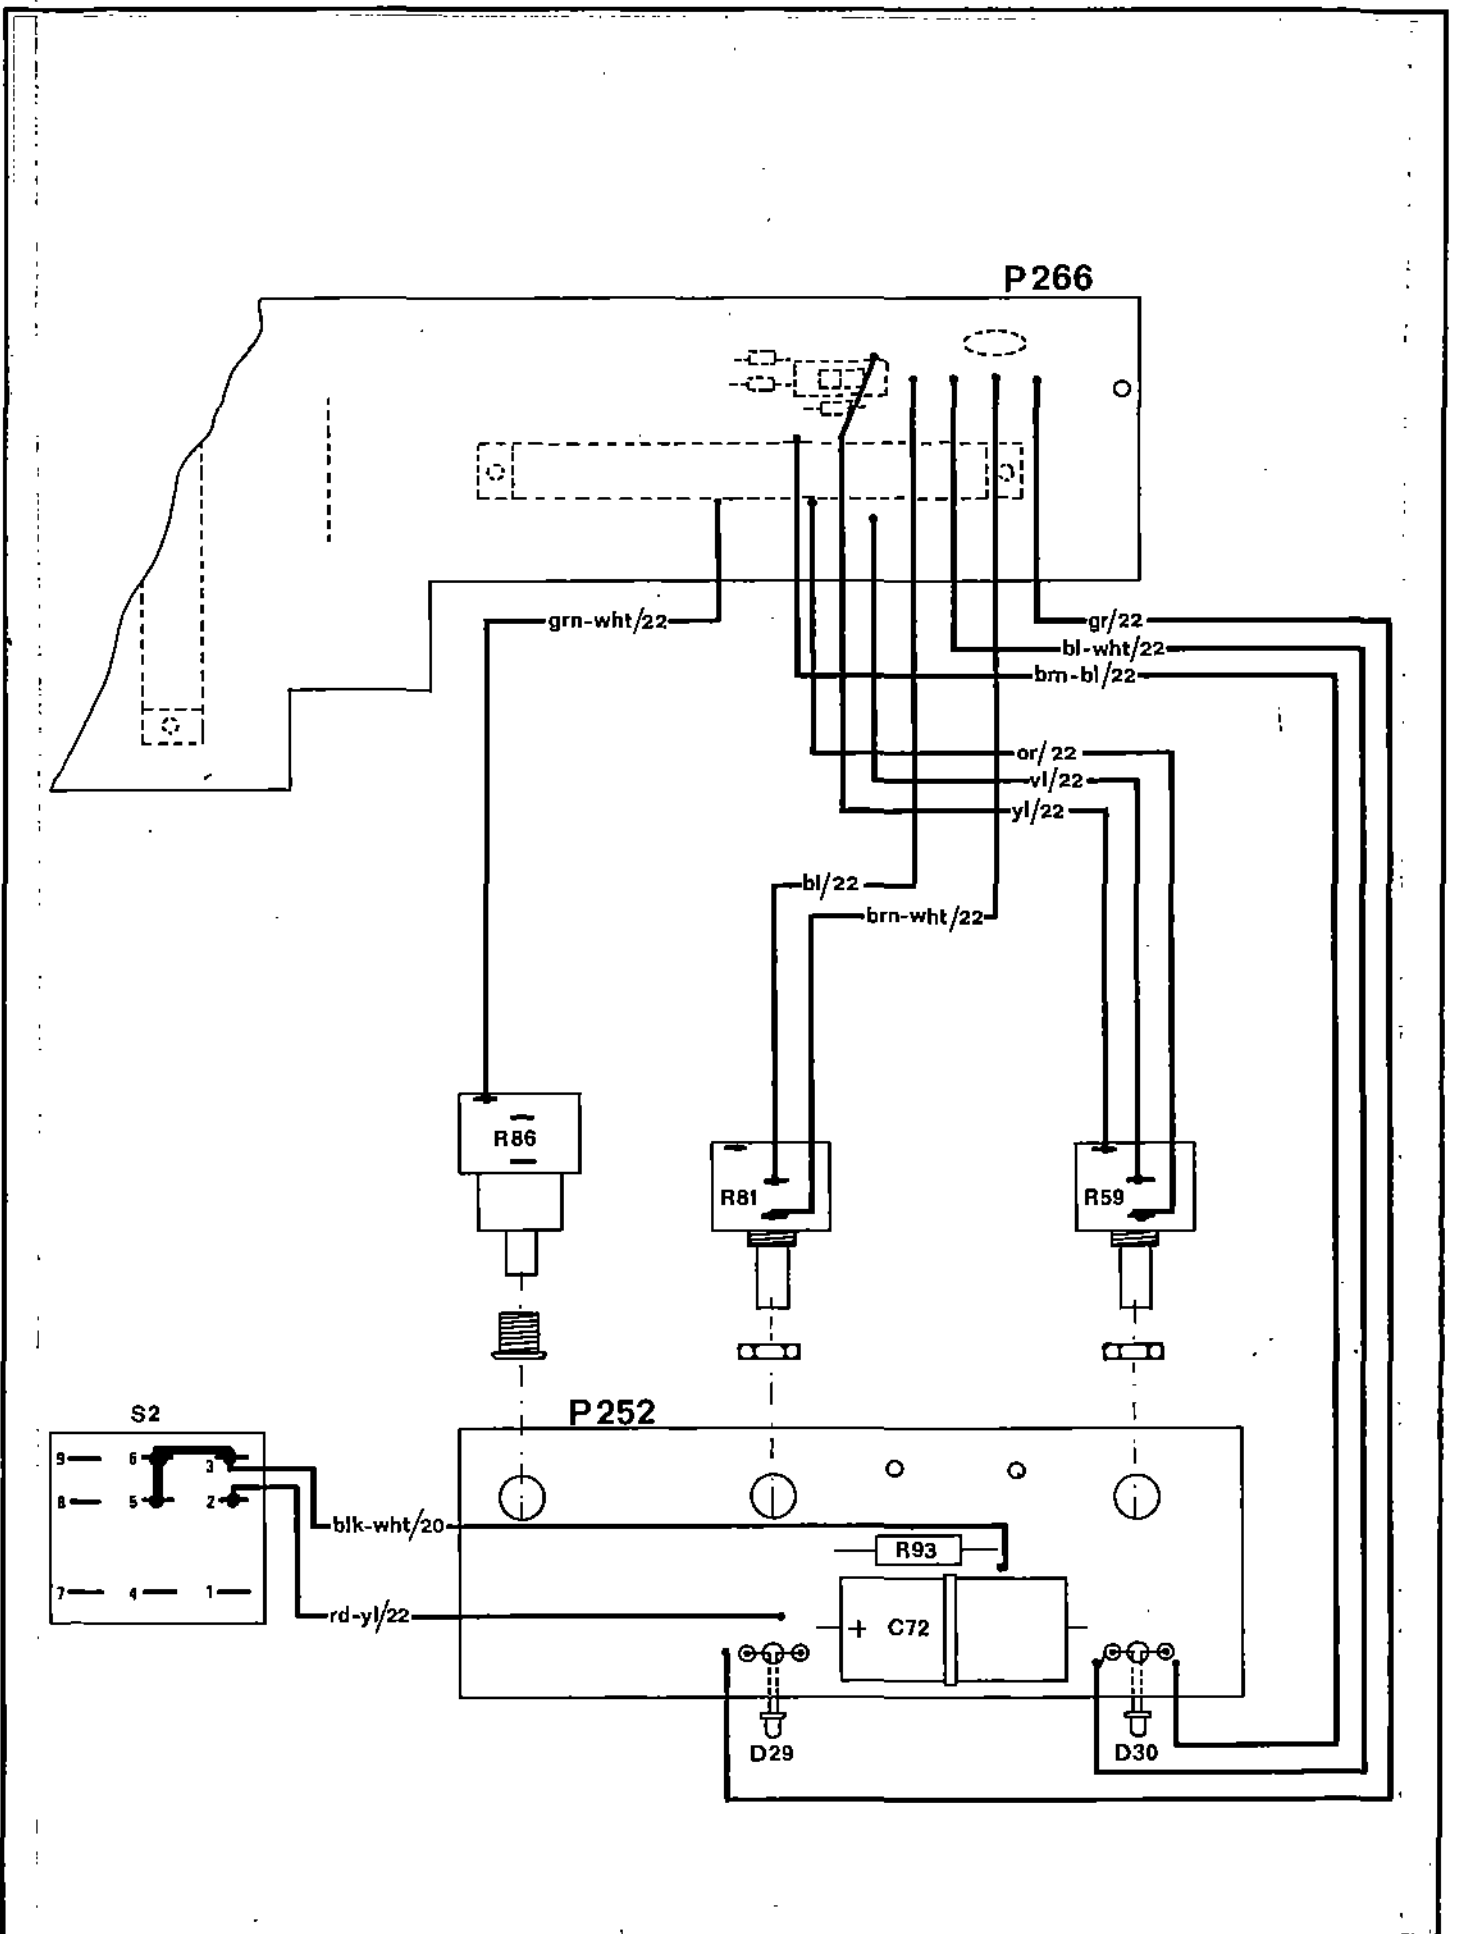 P266
grn-wht/22
gr/22
bl-wht/22
brn-bl/22
or/22
vl/22
yl/22
bl/22
brn-wht/22
R86
R81
R59
S2
P252
9 6 3
8 5 2
blk-wht/20
R93
7 4 1
rd-yl/22
+ C72
D29
D30